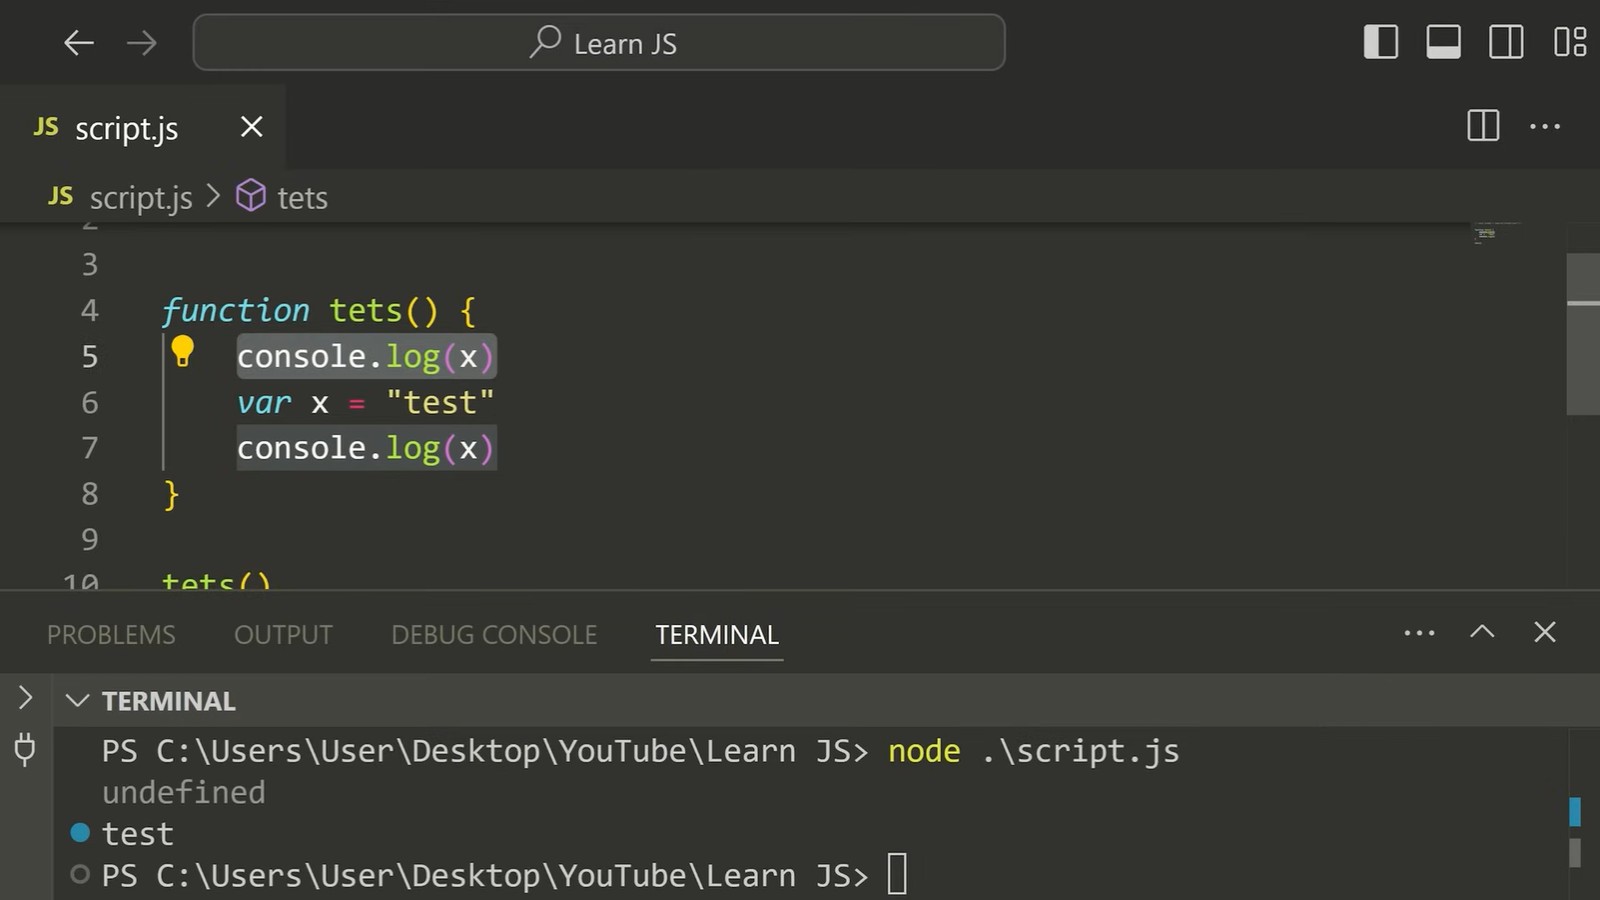 Learn JS
JS script.js
JS script.js > tets
2
3
4 function tets() {
5 console.log(x)
6 var x = "test"
7 console.log(x)
8 }
9
10 tets()
PROBLEMS OUTPUT DEBUG CONSOLE TERMINAL
TERMINAL
PS C:\Users\User\Desktop\YouTube\Learn JS> node .\script.js
undefined
test
PS C:\Users\User\Desktop\YouTube\Learn JS>